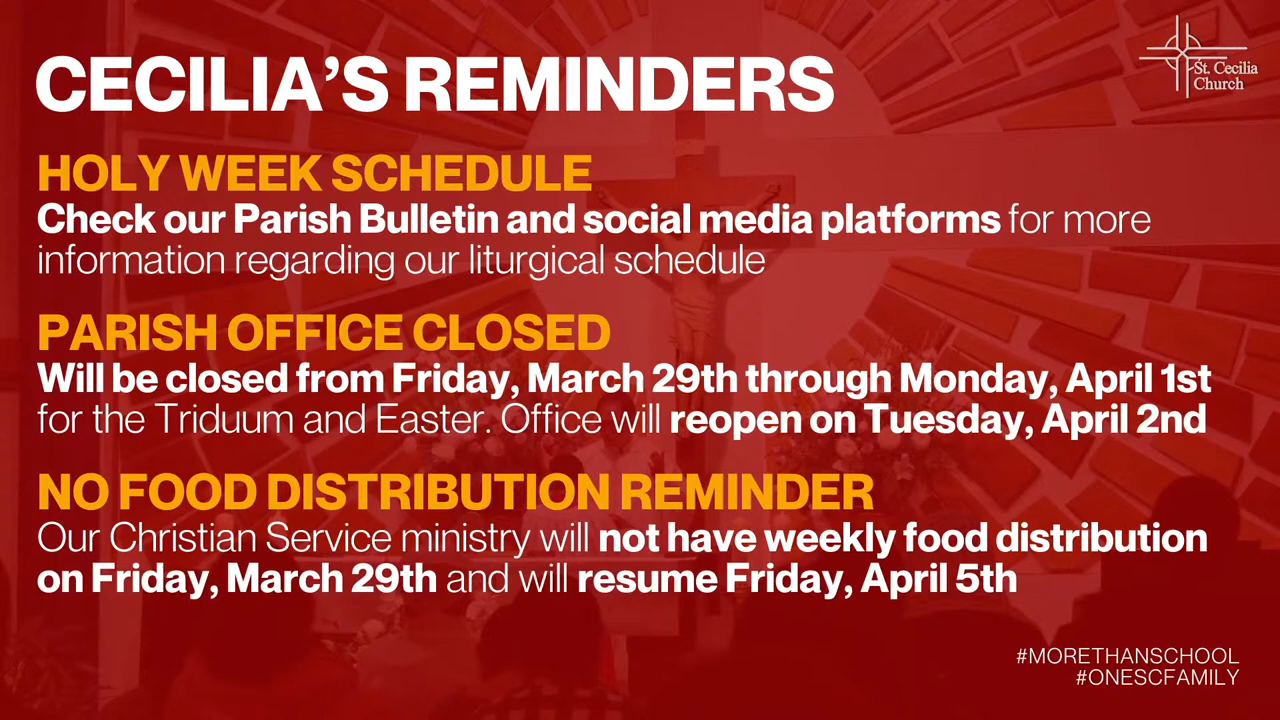 CECILIA’S REMINDERS
St. Cecilia
Church
HOLY WEEK SCHEDULE
Check our Parish Bulletin and social media platforms for more
information regarding our liturgical schedule
PARISH OFFICE CLOSED
Will be closed from Friday, March 29th through Monday, April 1st
for the Triduum and Easter. Office will reopen on Tuesday, April 2nd
NO FOOD DISTRIBUTION REMINDER
Our Christian Service ministry will not have weekly food distribution
on Friday, March 29th and will resume Friday, April 5th
#MORETHANSCHOOL
#ONESCFAMILY